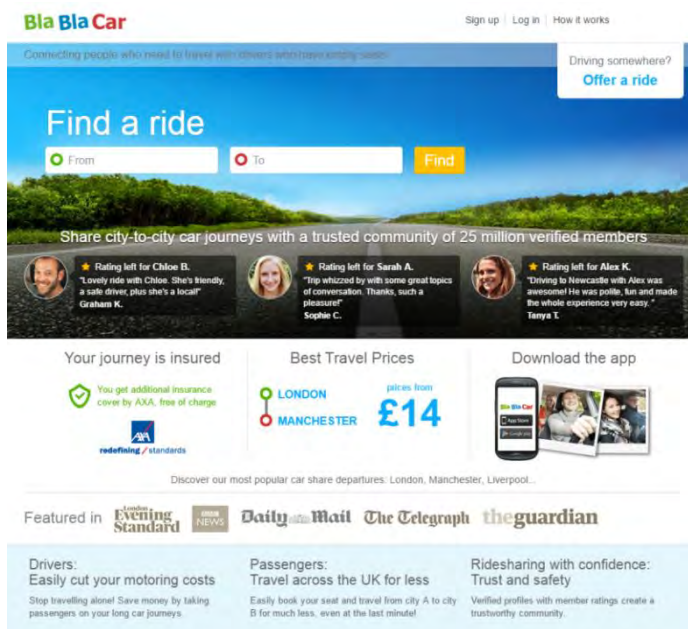 Bla Bla Car
Sign up Log in How it works
Connecting people who need to travel with drivers who have empty seats
Driving somewhere?
Offer a ride
Find a ride
From
To
Find
Share city-to-city car journeys with a trusted community of 25 million verified members
Rating left for Chloe B.
"Lovely ride with Chloe. She's friendly,
a safe driver, plus she's a local!"
Graham K.
Rating left for Sarah A.
"Trip whizzed by with some great topics
of conversation. Thanks, such a
pleasure!"
Sophie C.
Rating left for Alex K.
"Driving to Newcastle with Alex was
awesome! He was polite, fun and made
the whole experience very easy. "
Tanya T.
Your journey is insured
You get additional insurance
cover by AXA, free of charge
AXA
redefining / standards
Best Travel Prices
LONDON
MANCHESTER
prices from
£14
Download the app
Bla Bla Car
App Store
Google play
Discover our most popular car share departures: London, Manchester, Liverpool...
Featured in
London
Evening
Standard
BBC
NEWS
Daily Mail
The Telegraph
theguardian
Drivers:
Easily cut your motoring costs
Stop travelling alone! Save money by taking
passengers on your long car journeys
Passengers:
Travel across the UK for less
Easily book your seat and travel from city A to city
B for much less, even at the last minute!
Ridesharing with confidence:
Trust and safety
Verified profiles with member ratings create a
trustworthy community.